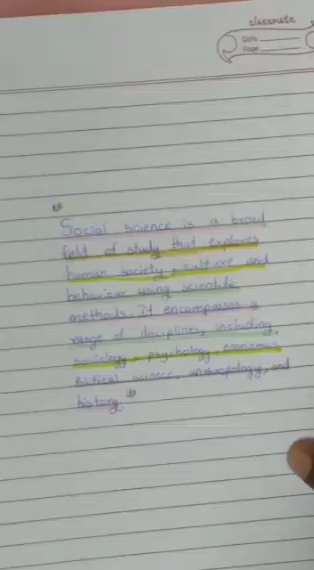 classmate
Date
Page
"
Social science is a broad
field of study that explores
human society, culture and
behaviour using scientific
methods. It encompasses a
range of disciplines, including
sociology, psychology, economics
political science, anthropology, and
history."